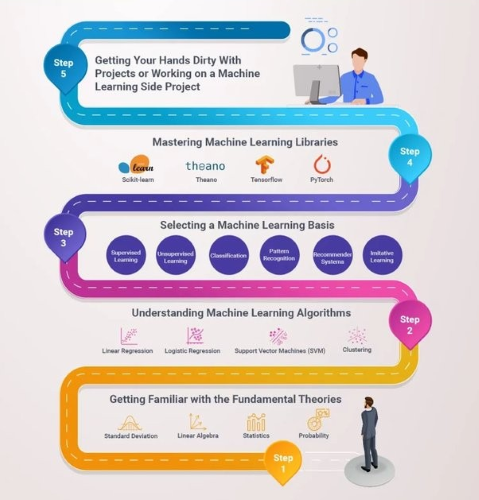 Step
5
Getting Your Hands Dirty With
Projects or Working on a Machine
Learning Side Project
Mastering Machine Learning Libraries
Step
4
learn
theano
Scikit-learn
Theano
Tensorflow
PyTorch
Step
3
Selecting a Machine Learning Basis
Supervised
Learning
Unsupervised
Learning
Classification
Pattern
Recognition
Recommender
Systems
Imitative
Learning
Understanding Machine Learning Algorithms
Step
2
Linear Regression
Logistic Regression
Support Vector Machines (SVM)
Clustering
Getting Familiar with the Fundamental Theories
Standard Deviation
Linear Algebra
Statistics
Probability
Step
1